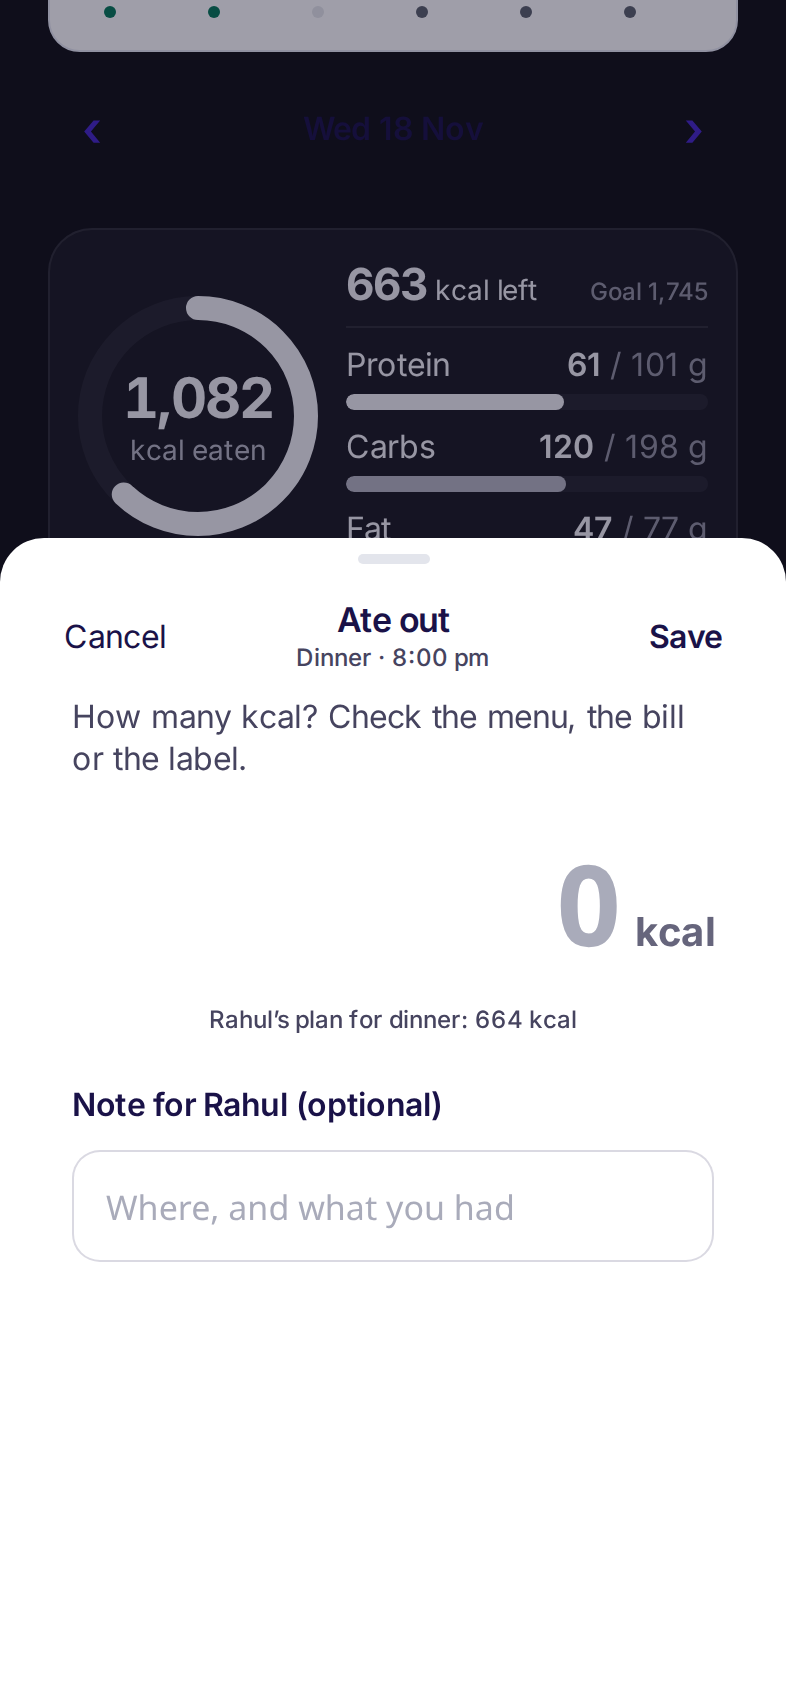 Wed 18 Nov
663 kcal left
Goal 1,745
1,082
kcal eaten
Protein 61 / 101 g
Carbs 120 / 198 g
Fat 47 / 77 g
Cancel
Ate out
Save
Dinner · 8:00 pm
How many kcal? Check the menu, the bill
or the label.
0 kcal
Rahul’s plan for dinner: 664 kcal
Note for Rahul (optional)
Where, and what you had